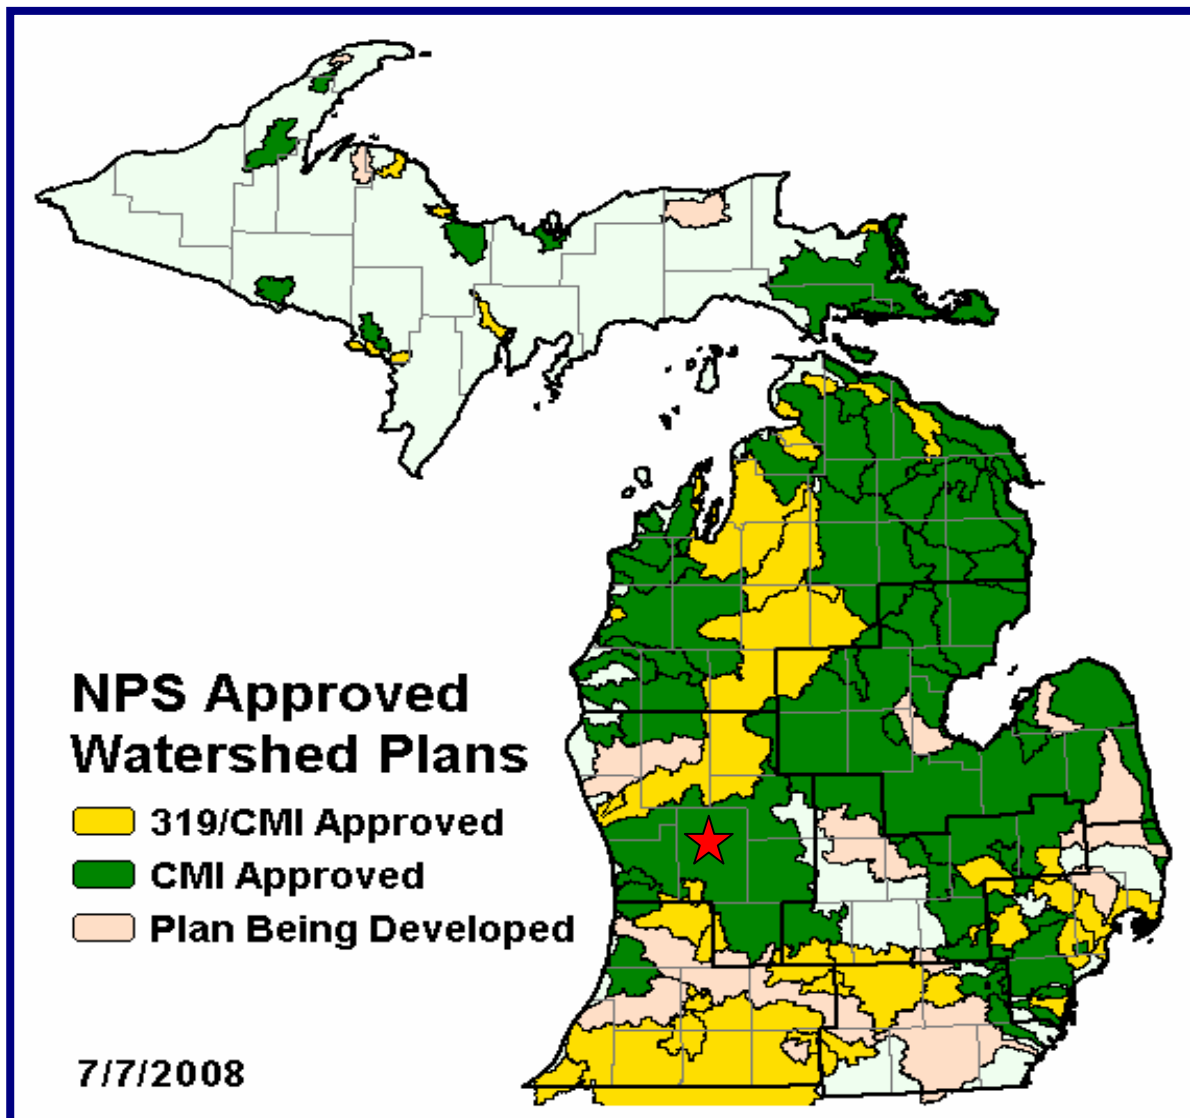 NPS Approved
Watershed Plans
319/CMI Approved
CMI Approved
Plan Being Developed
7/7/2008